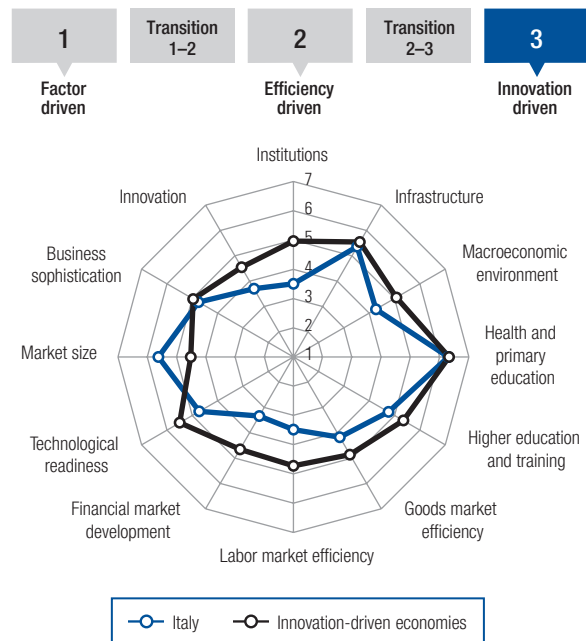 1
Transition
1–2
2
Transition
2–3
3
Factor
driven
Efficiency
driven
Innovation
driven
Institutions
7
6
5
4
3
2
1
Infrastructure
Macroeconomic
environment
Health and
primary
education
Higher education
and training
Goods market
efficiency
Labor market efficiency
Financial market
development
Technological
readiness
Market size
Business
sophistication
Innovation
Italy
Innovation-driven economies